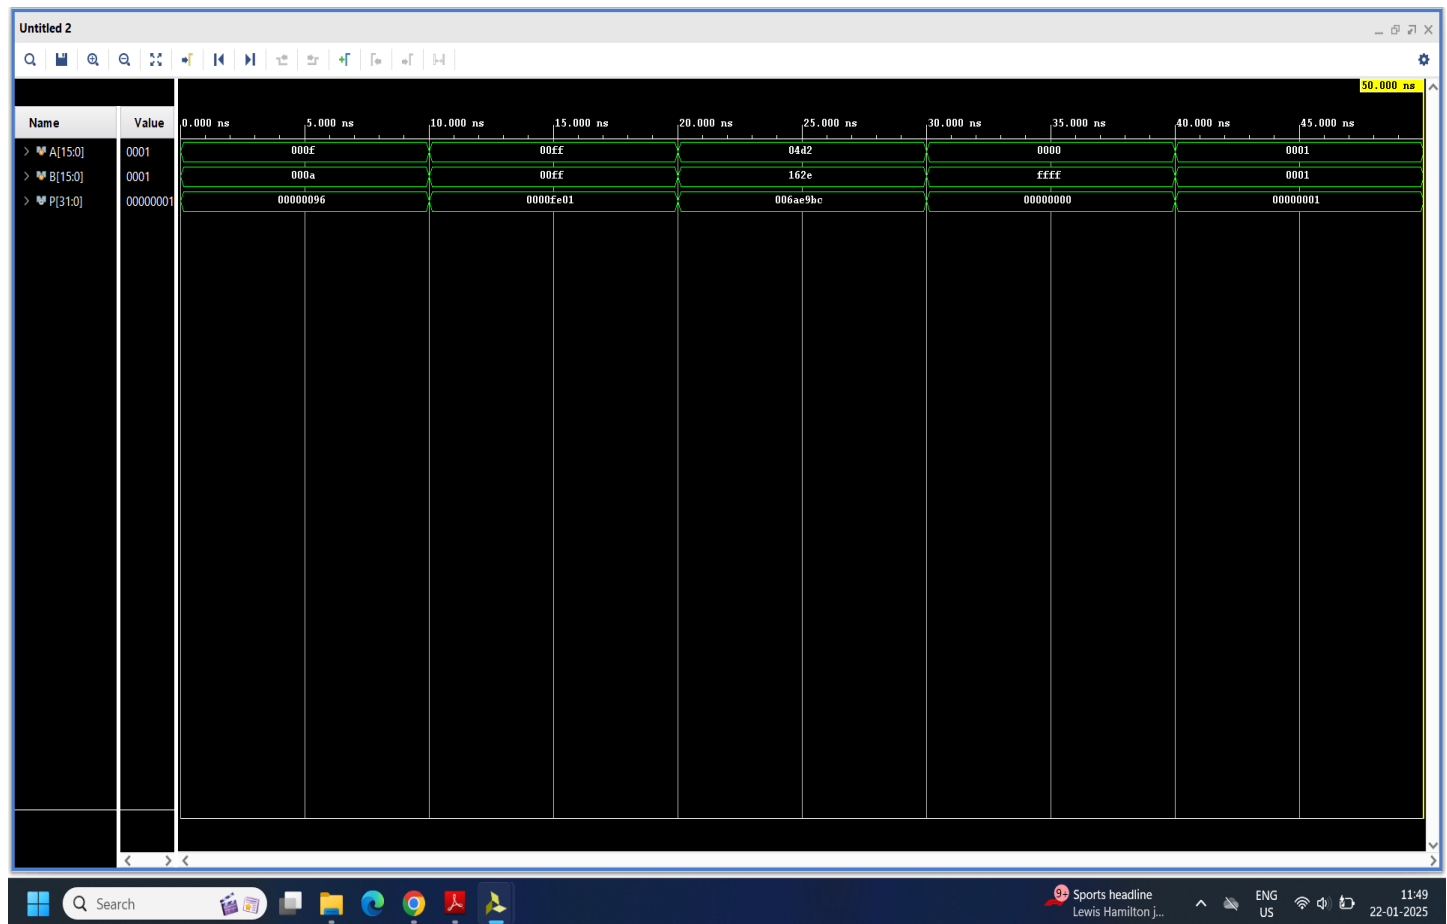 Untitled 2
50.000 ns
Name Value 0.000 ns 5.000 ns 10.000 ns 15.000 ns 20.000 ns 25.000 ns 30.000 ns 35.000 ns 40.000 ns 45.000 ns
A[15:0] 0001 000f 00ff 04d2 0000 0001
B[15:0] 0001 000a 00ff 162e ffff 0001
P[31:0] 00000001 00000096 0000fe01 006ae9bc 00000000 00000001
Search 9+ Sports headline ENG 11:49
Lewis Hamilton j... US 22-01-2025